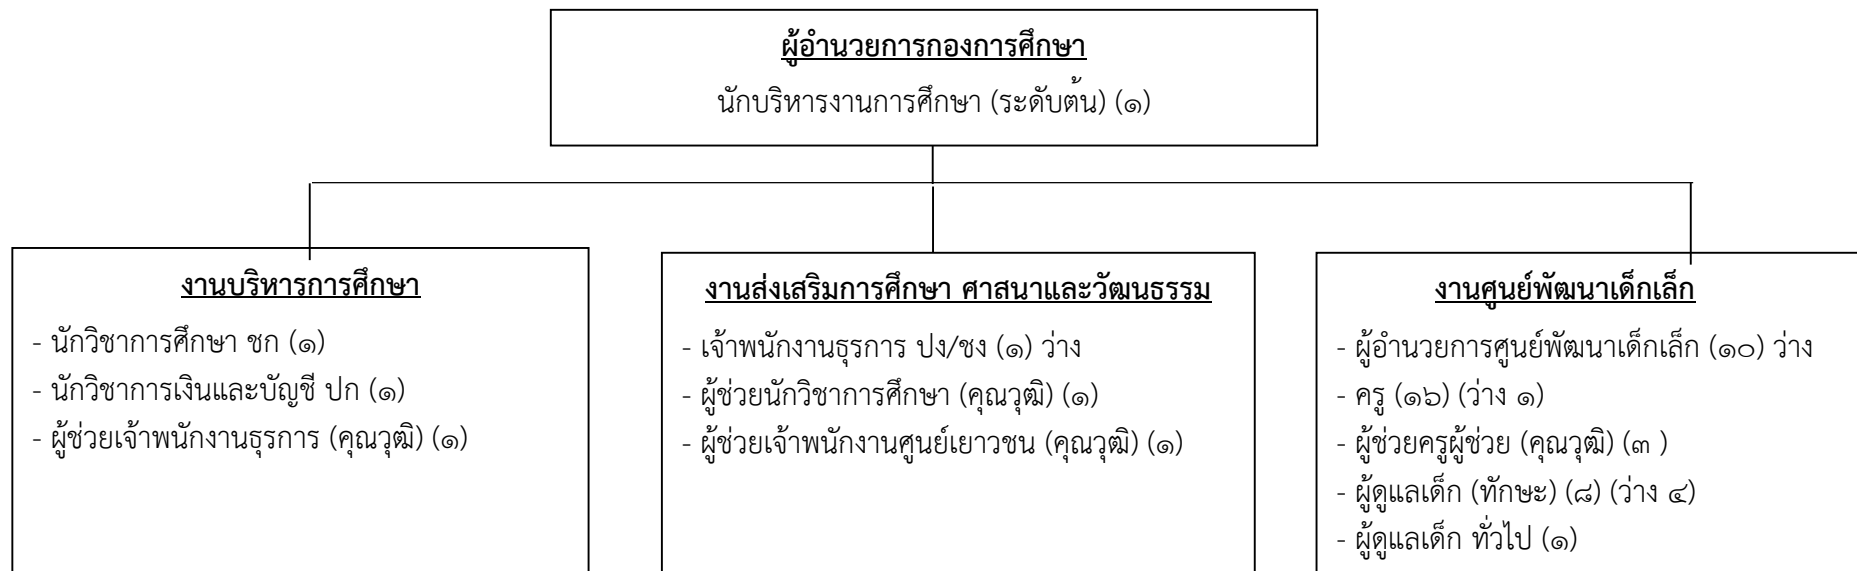 ผู้อำนวยการกองการศึกษา
นักบริหารงานการศึกษา (ระดับต้น) (๑)
งานบริหารการศึกษา
- นักวิชาการศึกษา ชก (๑)
- นักวิชาการเงินและบัญชี ปก (๑)
- ผู้ช่วยเจ้าพนักงานธุรการ (คุณวุฒิ) (๑)
งานส่งเสริมการศึกษา ศาสนาและวัฒนธรรม
- เจ้าพนักงานธุรการ ปง/ชง (๑) ว่าง
- ผู้ช่วยนักวิชาการศึกษา (คุณวุฒิ) (๑)
- ผู้ช่วยเจ้าพนักงานศูนย์เยาวชน (คุณวุฒิ) (๑)
งานศูนย์พัฒนาเด็กเล็ก
- ผู้อำนวยการศูนย์พัฒนาเด็กเล็ก (๑๐) ว่าง
- ครู (๑๖) (ว่าง ๑)
- ผู้ช่วยครูผู้ช่วย (คุณวุฒิ) (๓ )
- ผู้ดูแลเด็ก (ทักษะ) (๘) (ว่าง ๔)
- ผู้ดูแลเด็ก ทั่วไป (๑)